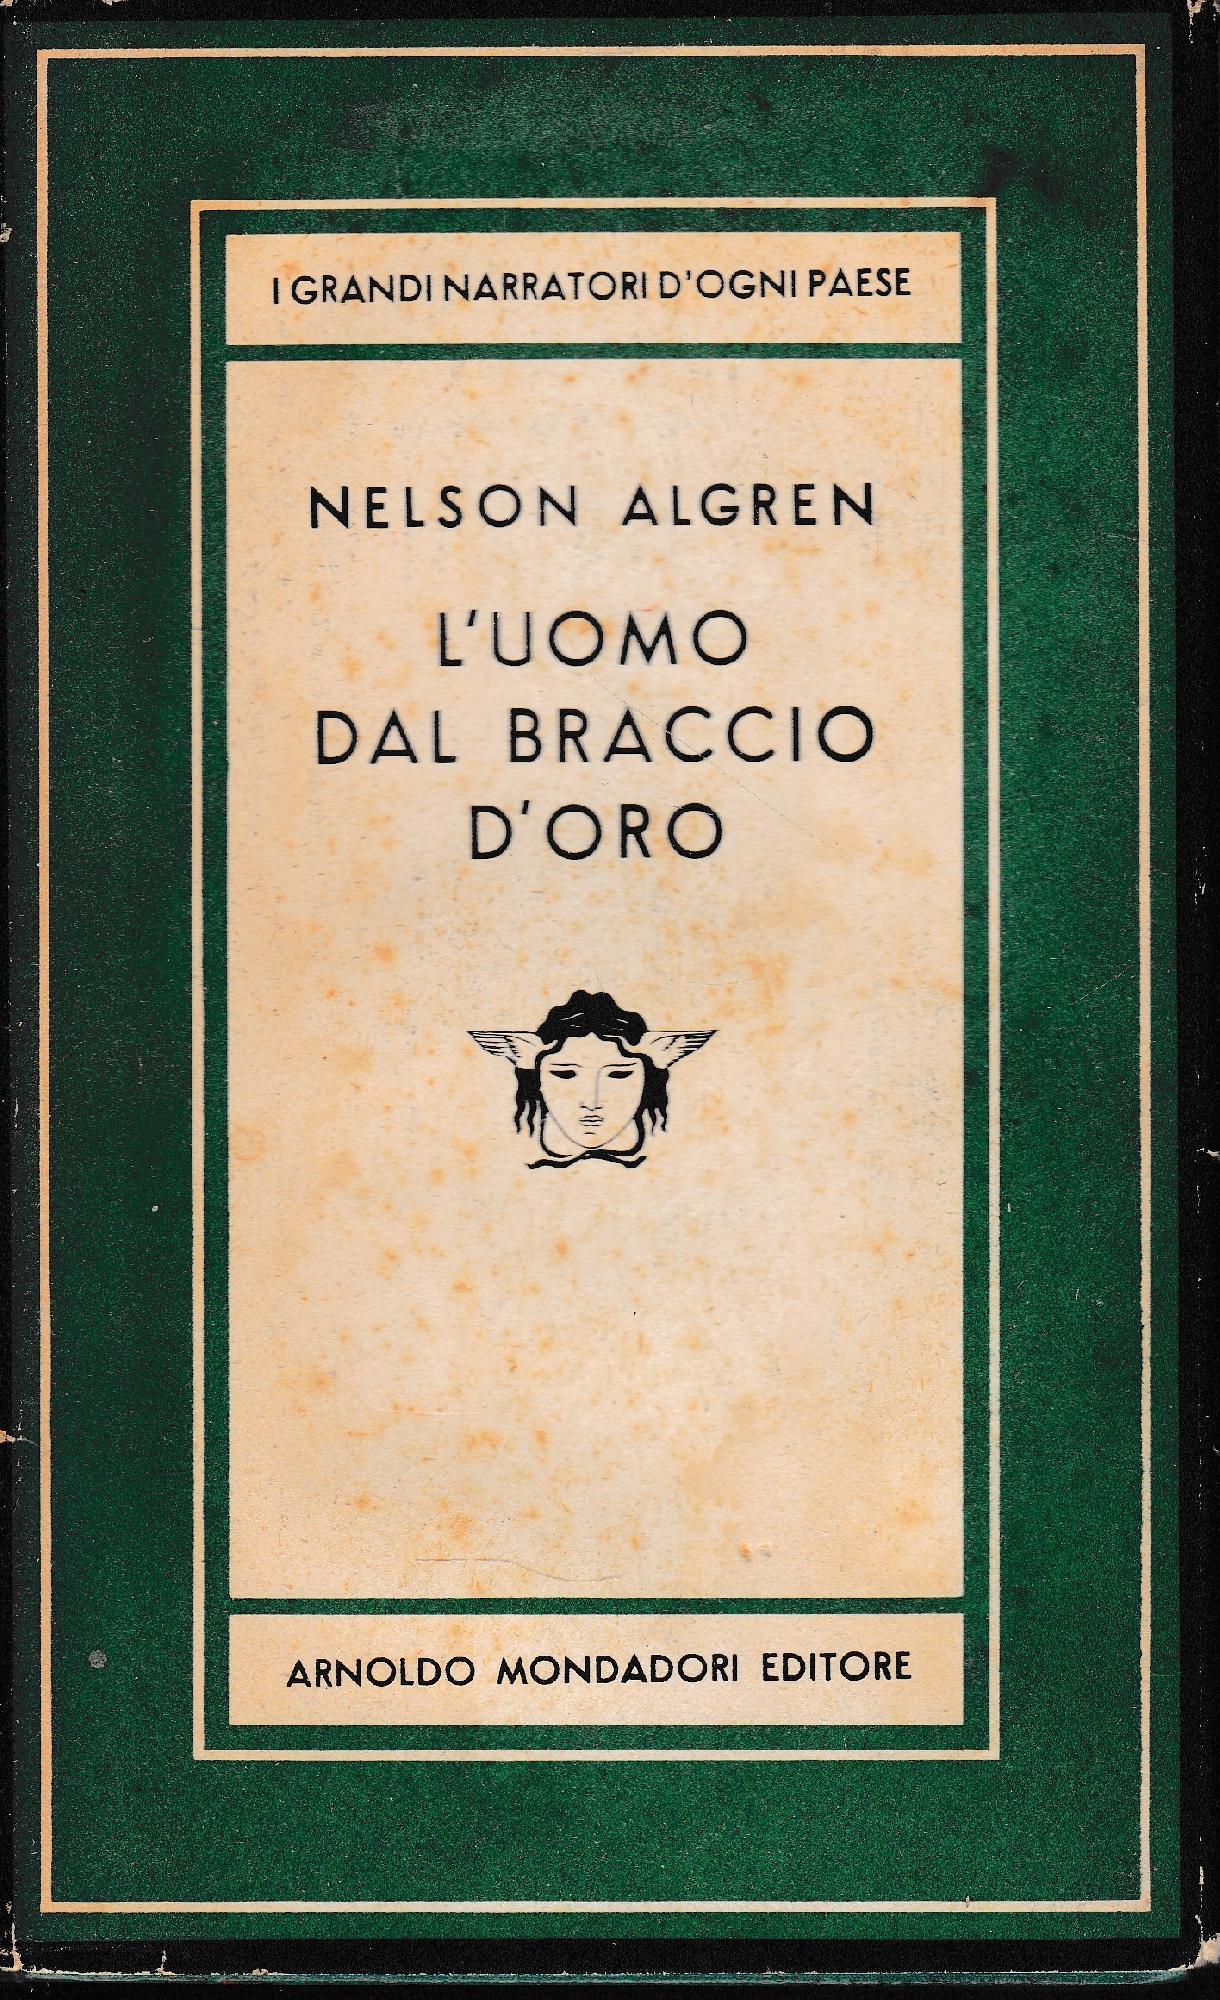 I GRANDI NARRATORI D'OGNI PAESE
NELSON ALGREN
L'UOMO
DAL BRACCIO
D'ORO
ARNOLDO MONDADORI EDITORE